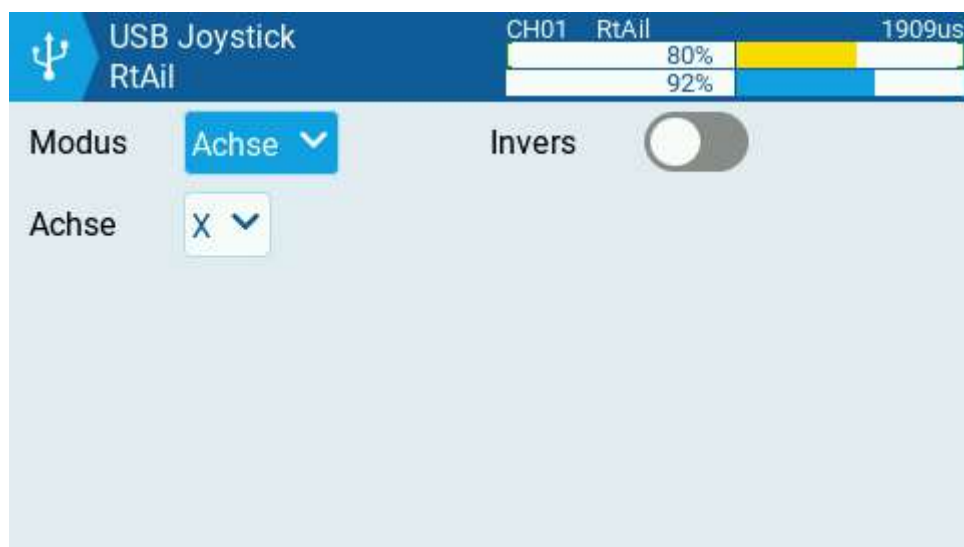 USB Joystick
RtAil
CH01 RtAil 1909us
80%
92%
Modus Achse Invers
Achse X